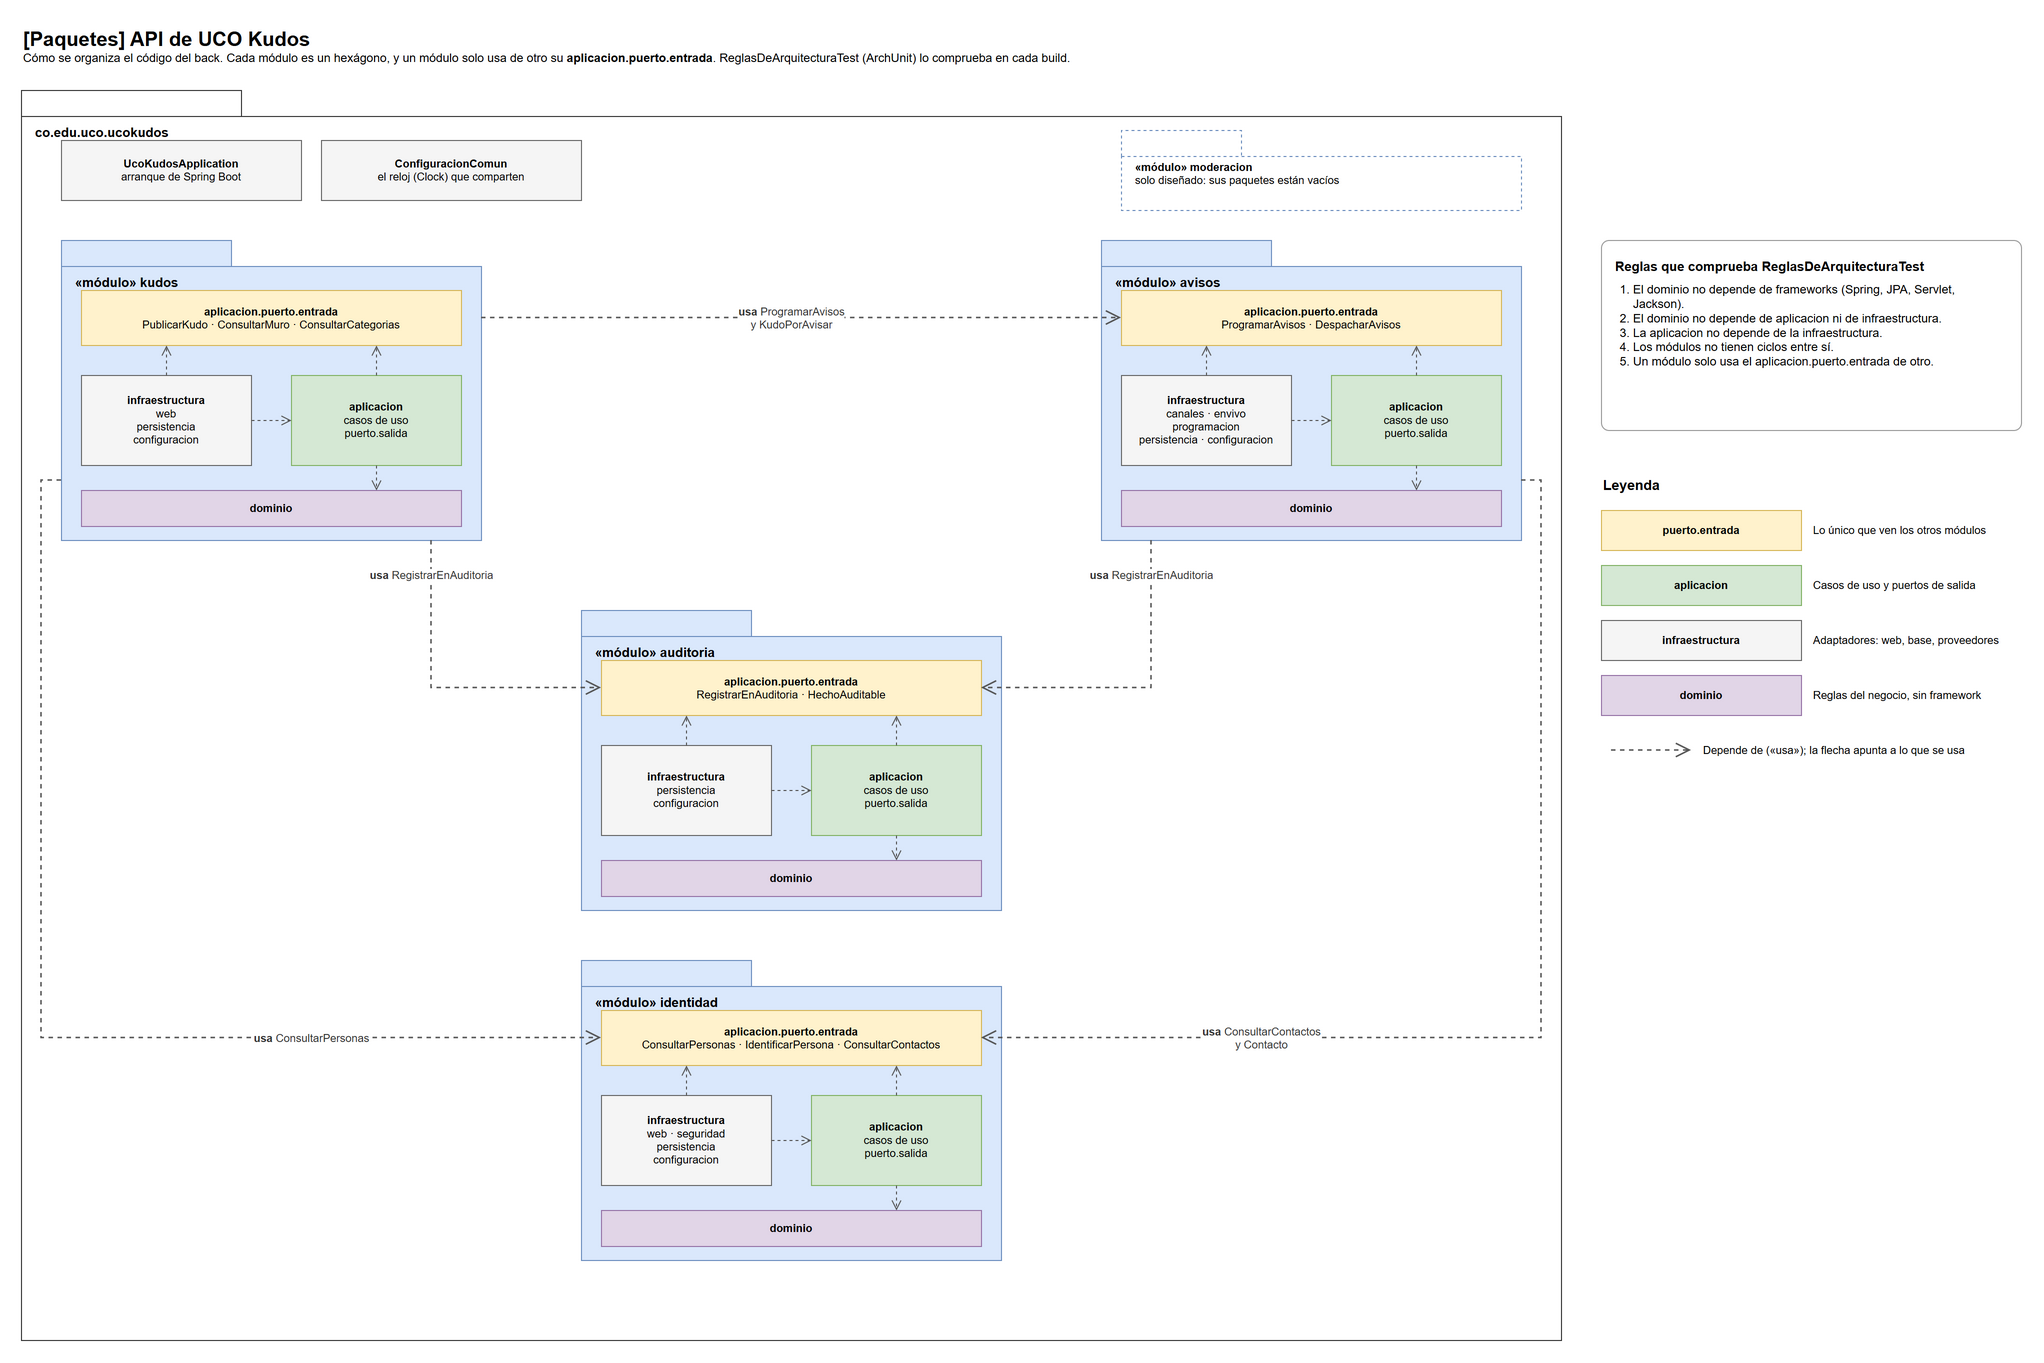 [Paquetes] API de UCO Kudos
Cómo se organiza el código del back. Cada módulo es un hexágono, y un módulo solo usa de otro su aplicacion.puerto.entrada. ReglasDeArquitecturaTest (ArchUnit) lo comprueba en cada build.
co.edu.uco.ucokudos
UcoKudosApplication
arranque de Spring Boot
ConfiguracionComun
el reloj (Clock) que comparten
«módulo» moderacion
solo diseñado: sus paquetes están vacíos
«módulo» kudos
aplicacion.puerto.entrada
PublicarKudo · ConsultarMuro · ConsultarCategorias
infraestructura
web
persistencia
configuracion
aplicacion
casos de uso
puerto.salida
dominio
usa ProgramarAvisos
y KudoPorAvisar
«módulo» avisos
aplicacion.puerto.entrada
ProgramarAvisos · DespacharAvisos
infraestructura
canales · envivo
programacion
persistencia · configuracion
aplicacion
casos de uso
puerto.salida
dominio
usa RegistrarEnAuditoria
usa RegistrarEnAuditoria
«módulo» auditoria
aplicacion.puerto.entrada
RegistrarEnAuditoria · HechoAuditable
infraestructura
persistencia
configuracion
aplicacion
casos de uso
puerto.salida
dominio
«módulo» identidad
aplicacion.puerto.entrada
ConsultarPersonas · IdentificarPersona · ConsultarContactos
infraestructura
web · seguridad
persistencia
configuracion
aplicacion
casos de uso
puerto.salida
dominio
usa ConsultarPersonas
usa ConsultarContactos
y Contacto
Reglas que comprueba ReglasDeArquitecturaTest
1. El dominio no depende de frameworks (Spring, JPA, Servlet,
Jackson).
2. El dominio no depende de aplicacion ni de infraestructura.
3. La aplicacion no depende de la infraestructura.
4. Los módulos no tienen ciclos entre sí.
5. Un módulo solo usa el aplicacion.puerto.entrada de otro.
Leyenda
puerto.entrada
Lo único que ven los otros módulos
aplicacion
Casos de uso y puertos de salida
infraestructura
Adaptadores: web, base, proveedores
dominio
Reglas del negocio, sin framework
Depende de («usa»); la flecha apunta a lo que se usa